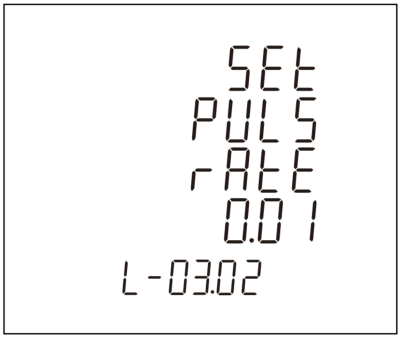 SEt
PULS
rAtE
0.01
L-03.02